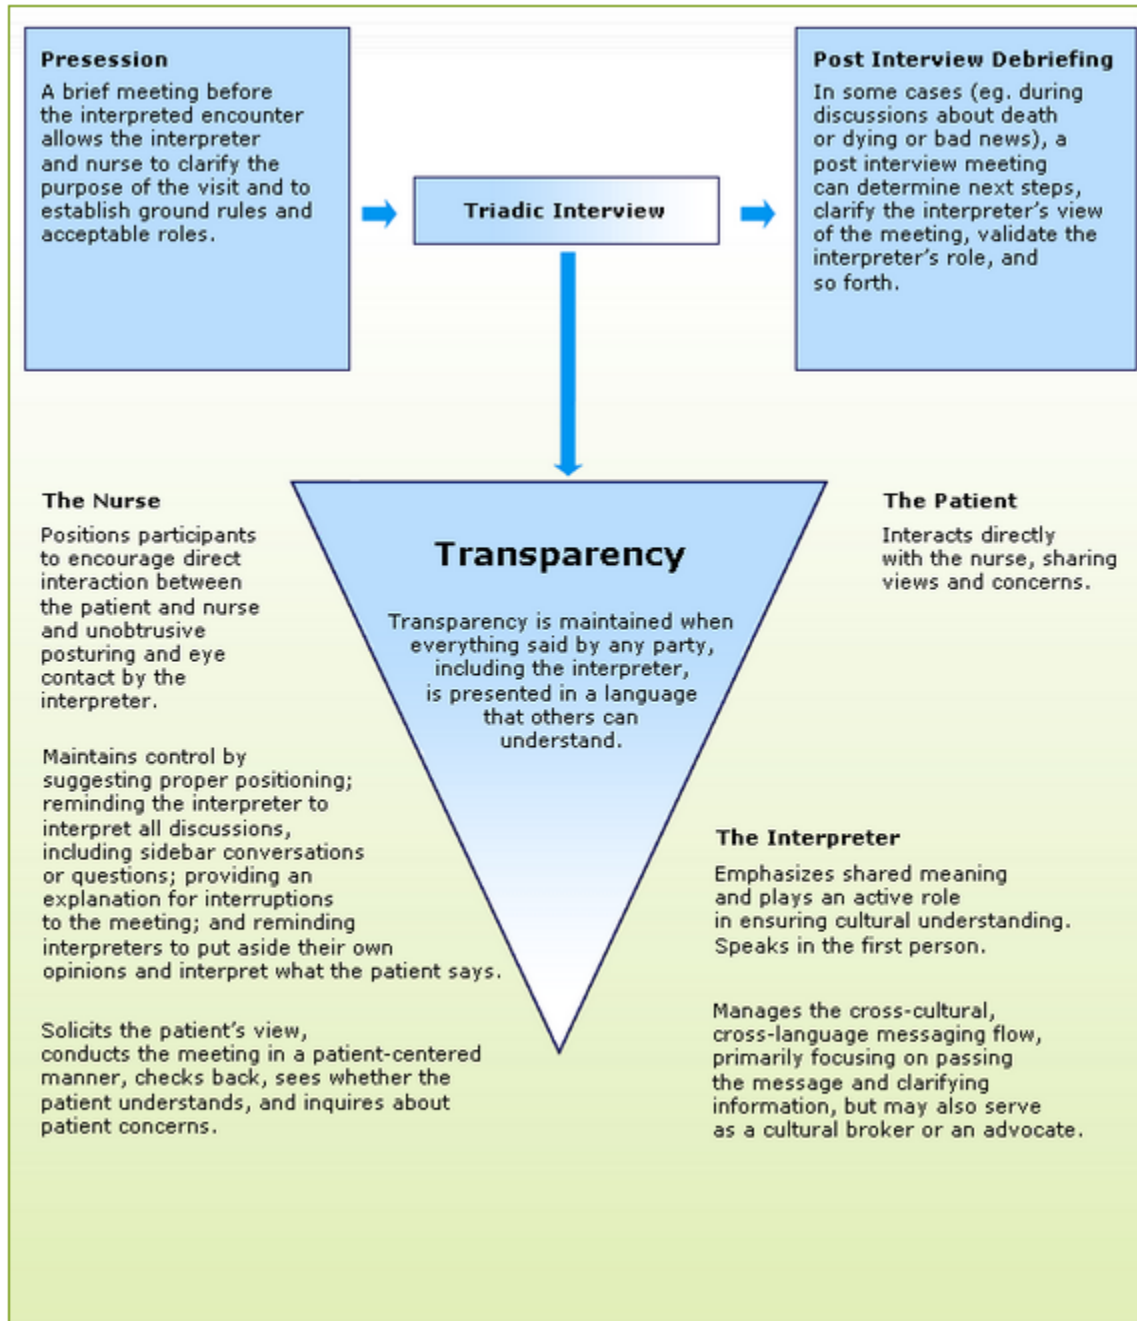 Presession
A brief meeting before
the interpreted encounter
allows the interpreter
and nurse to clarify the
purpose of the visit and to
establish ground rules and
acceptable roles.
Triadic Interview
Post Interview Debriefing
In some cases (eg. during
discussions about death
or dying or bad news), a
post interview meeting
can determine next steps,
clarify the interpreter’s view
of the meeting, validate the
interpreter’s role, and
so forth.
The Nurse
Positions participants
to encourage direct
interaction between
the patient and nurse
and unobtrusive
posturing and eye
contact by the
interpreter.
Maintains control by
suggesting proper positioning;
reminding the interpreter to
interpret all discussions,
including sidebar conversations
or questions; providing an
explanation for interruptions
to the meeting; and reminding
interpreters to put aside their own
opinions and interpret what the patient says.
Solicits the patient’s view,
conducts the meeting in a patient-centered
manner, checks back, sees whether the
patient understands, and inquires about
patient concerns.
Transparency
Transparency is maintained when
everything said by any party,
including the interpreter,
is presented in a language
that others can
understand.
The Patient
Interacts directly
with the nurse, sharing
views and concerns.
The Interpreter
Emphasizes shared meaning
and plays an active role
in ensuring cultural understanding.
Speaks in the first person.
Manages the cross-cultural,
cross-language messaging flow,
primarily focusing on passing
the message and clarifying
information, but may also serve
as a cultural broker or an advocate.